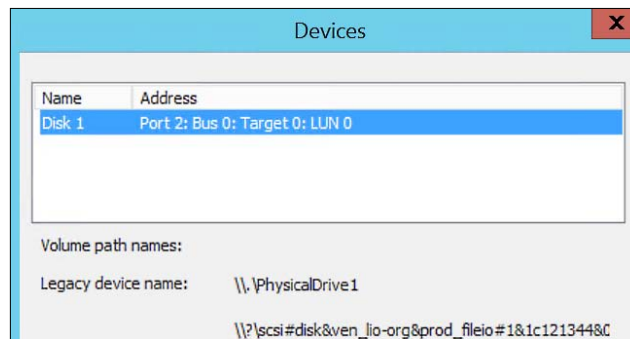 Devices
X
Name Address
Disk 1 Port 2: Bus 0: Target 0: LUN 0
Volume path names:
Legacy device name: \\.\PhysicalDrive1
\\?\scsi#disk&ven_lio-org&prod_fileio#1&1c121344&0